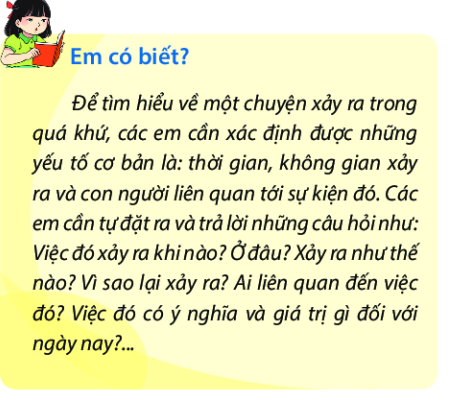 Em có biết?
Để tìm hiểu về một chuyện xảy ra trong
quá khứ, các em cần xác định được những
yếu tố cơ bản là: thời gian, không gian xảy
ra và con người liên quan tới sự kiện đó. Các
em cần tự đặt ra và trả lời những câu hỏi như:
Việc đó xảy ra khi nào? Ở đâu? Xảy ra như thế
nào? Vì sao lại xảy ra? Ai liên quan đến việc
đó? Việc đó có ý nghĩa và giá trị gì đối với
ngày nay?...